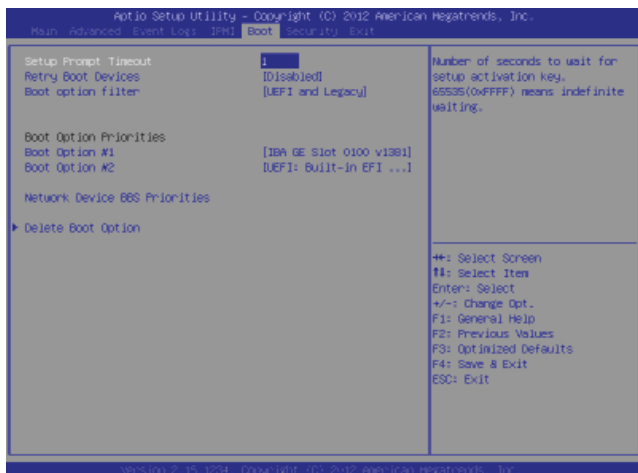 Aptio Setup Utility - Copyright (C) 2012 American Megatrends, Inc.
Main Advanced Event Logs IPMI Boot Security Exit
Setup Prompt Timeout 1
Retry Boot Devices [Disabled]
Boot option filter [UEFI and Legacy]
Boot Option Priorities
Boot Option #1 [IBA GE Slot 0100 v1381]
Boot Option #2 [UEFI: Built-in EFI ...]
Network Device BBS Priorities
Delete Boot Option
Number of seconds to wait for
setup activation key.
65535(0xFFFF) means indefinite
waiting.
→←: Select Screen
↑↓: Select Item
Enter: Select
+/-: Change Opt.
F1: General Help
F2: Previous Values
F3: Optimized Defaults
F4: Save & Exit
ESC: Exit
Version 2.15.1234. Copyright (C) 2012 American Megatrends, Inc.